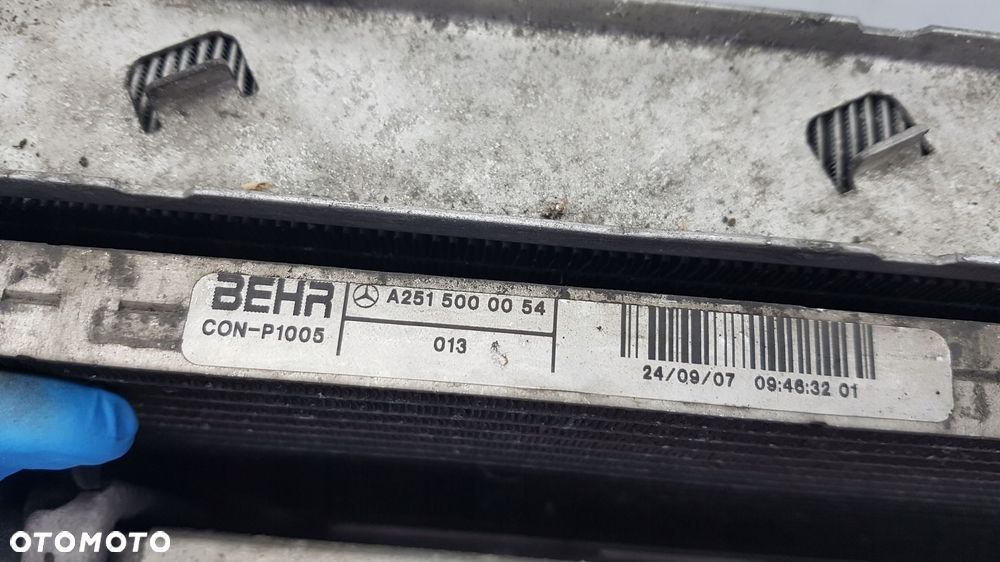 BEHR
CON-P1005
A251 500 00 54
013
24/09/07 09:46:32 01
OTOMOTO